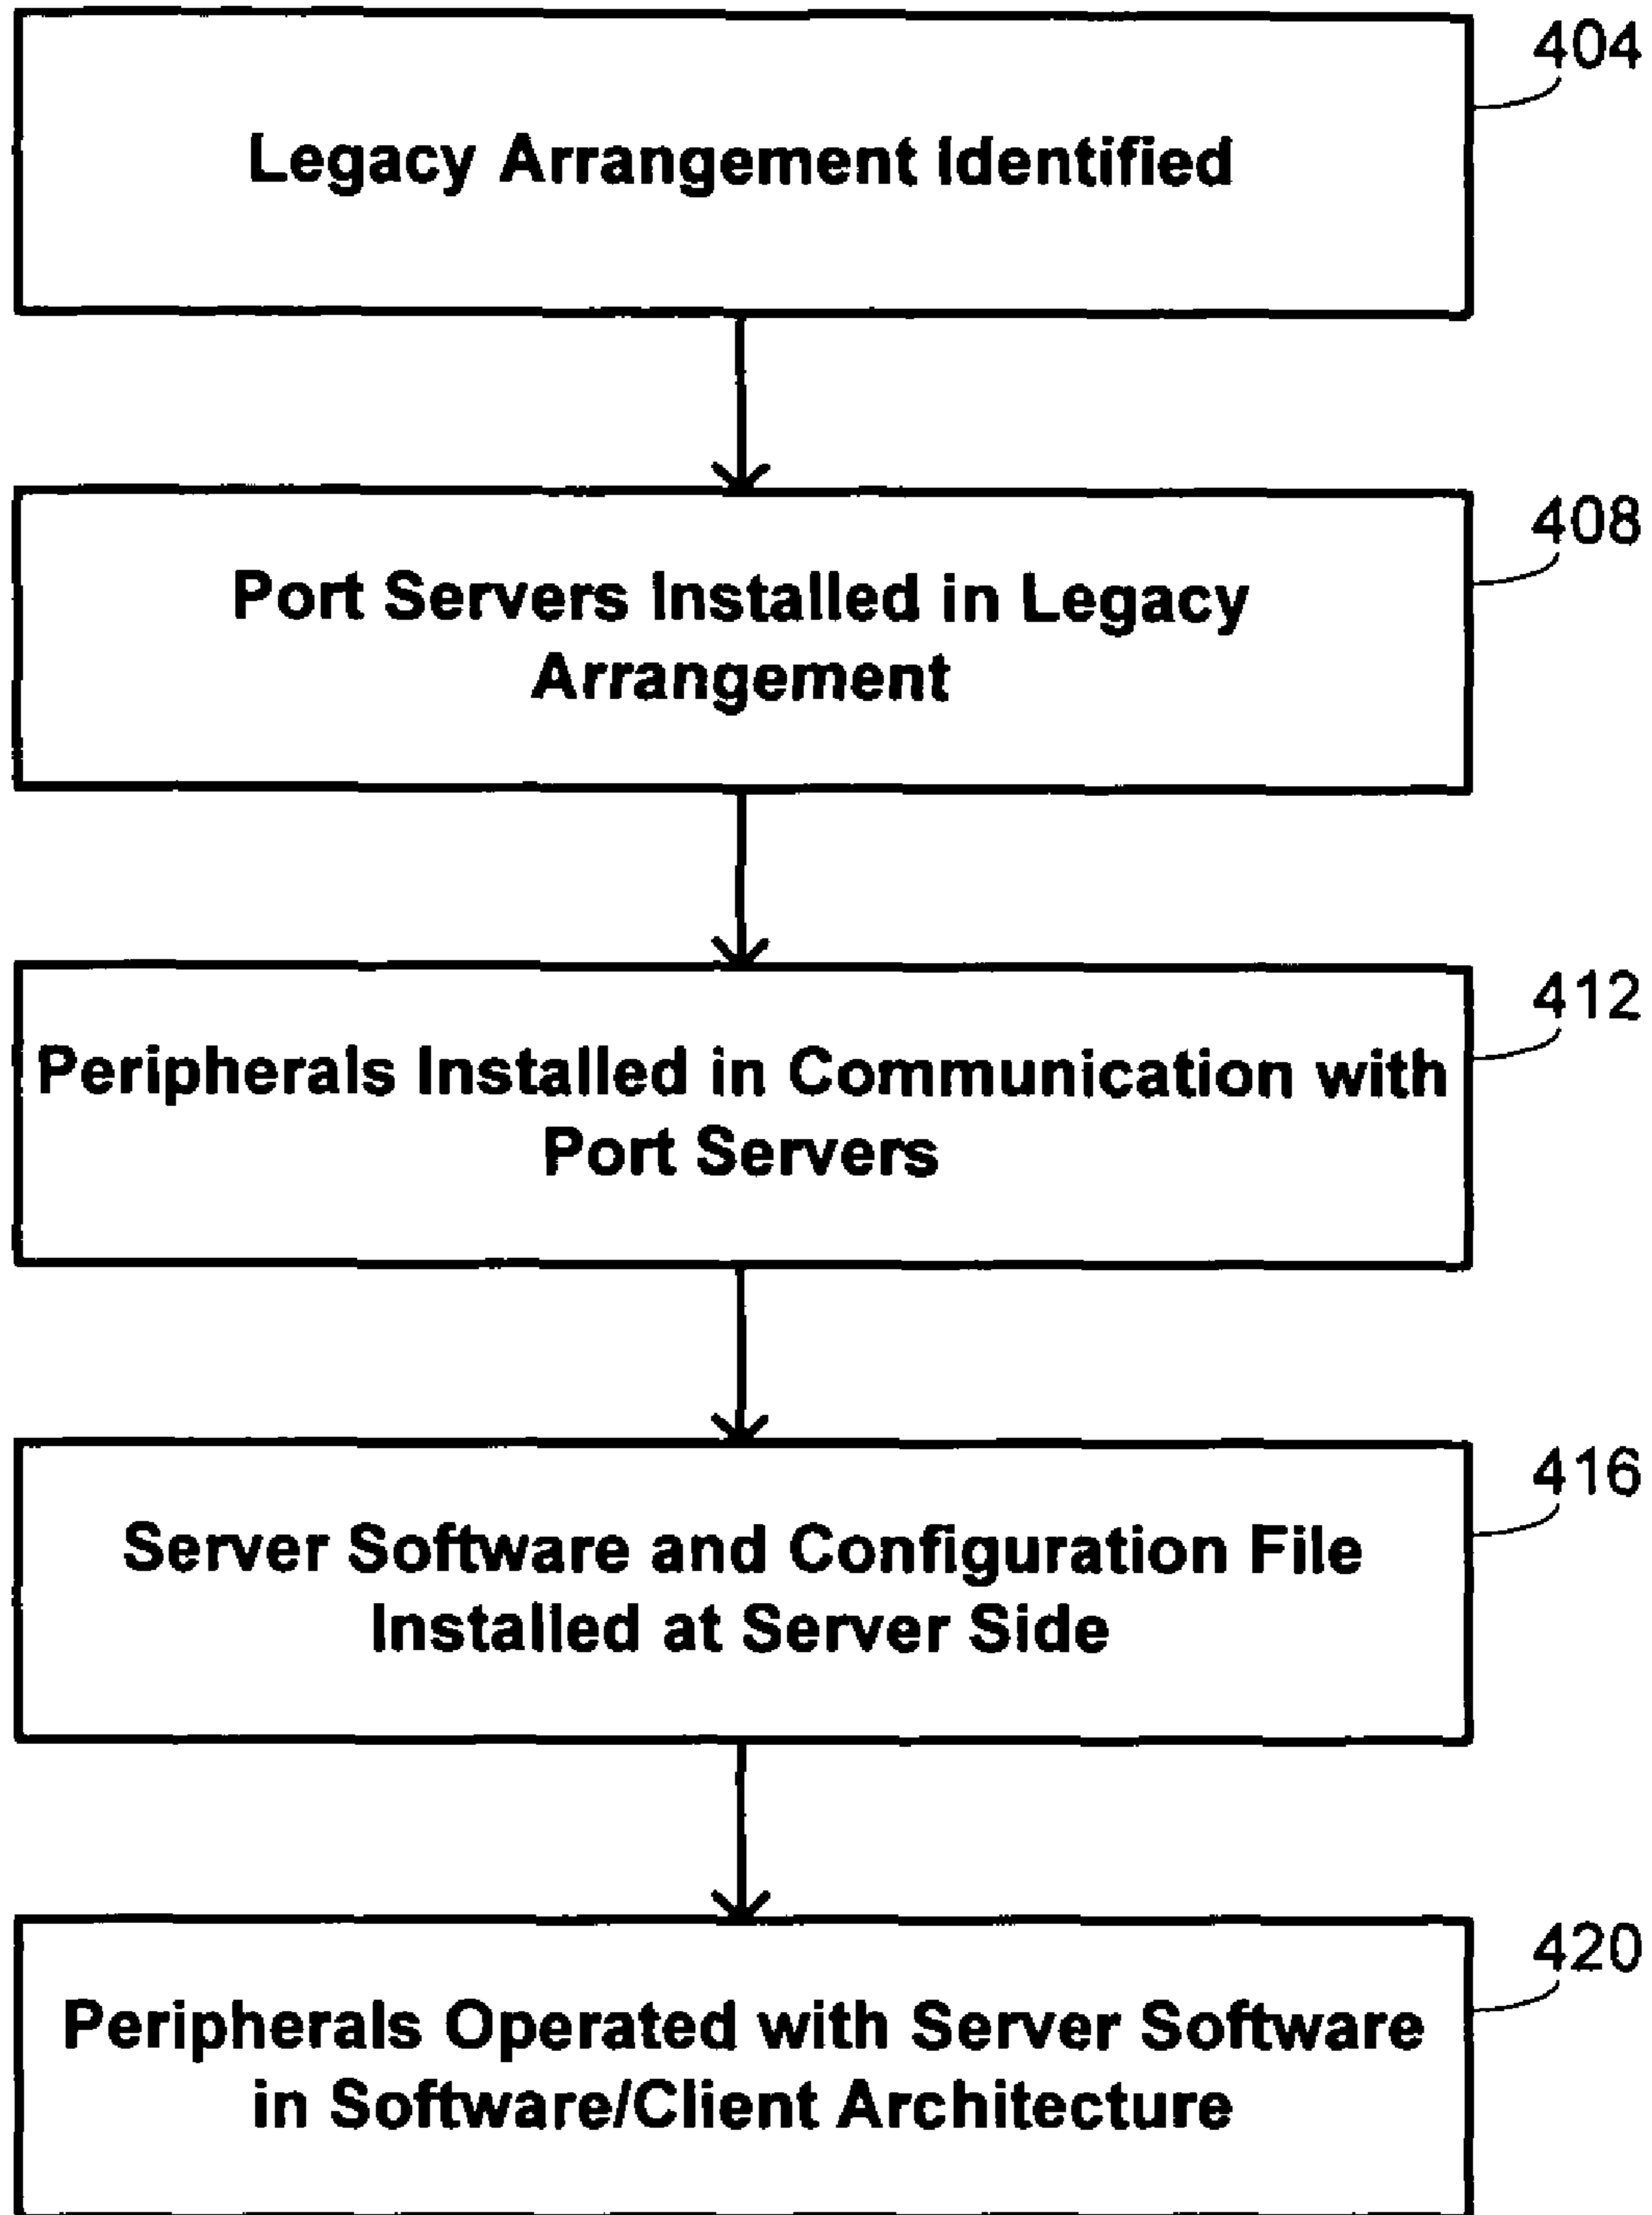 404
Legacy Arrangement Identified
408
Port Servers Installed in Legacy
Arrangement
412
Peripherals Installed in Communication with
Port Servers
416
Server Software and Configuration File
Installed at Server Side
420
Peripherals Operated with Server Software
in Software/Client Architecture